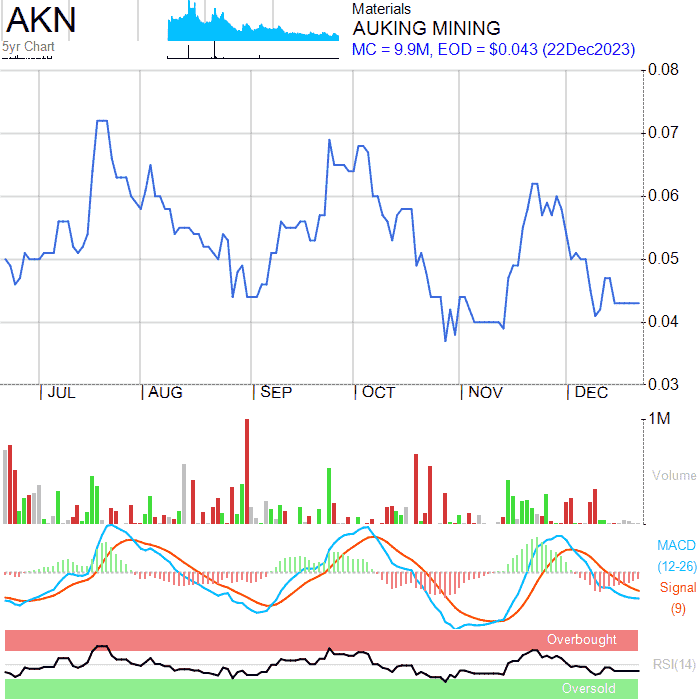 AKN
5yr Chart
Materials
AUKING MINING
MC = 9.9M, EOD = $0.043 (22Dec2023)
0.08
0.07
0.06
0.05
0.04
0.03
JUL AUG SEP OCT NOV DEC
1M
Volume
MACD
(12-26)
Signal
(9)
Overbought
RSI(14)
Oversold